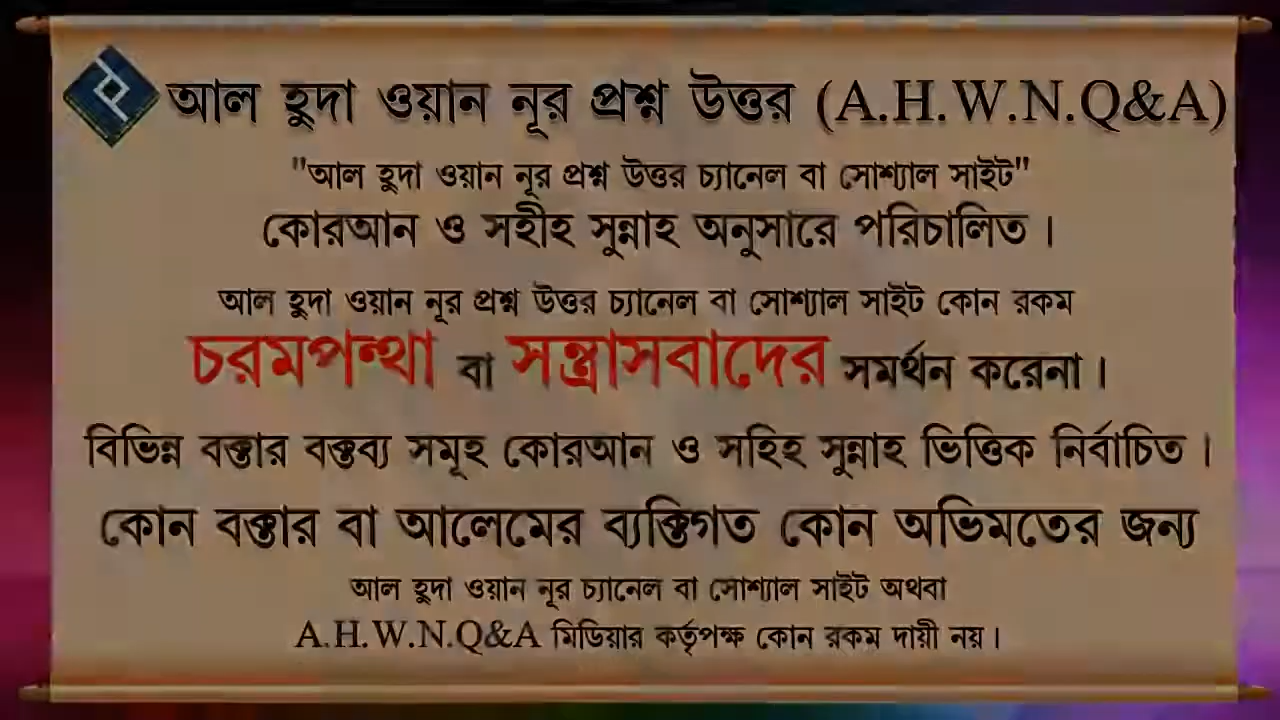 আল হুদা ওয়ান নূর প্রশ্ন উত্তর (A.H.W.N.Q&A)
"আল হুদা ওয়ান নূর প্রশ্ন উত্তর চ্যানেল বা সোশ্যাল সাইট"
কোরআন ও সহীহ সুন্নাহ অনুসারে পরিচালিত ।
আল হুদা ওয়ান নূর প্রশ্ন উত্তর চ্যানেল বা সোশ্যাল সাইট কোন রকম
চরমপন্থা বা সন্ত্রাসবাদের সমর্থন করেনা ।
বিভিন্ন বক্তার বক্তব্য সমূহ কোরআন ও সহিহ সুন্নাহ ভিত্তিক নির্বাচিত ।
কোন বক্তার বা আলেমের ব্যক্তিগত কোন অভিমতের জন্য
আল হুদা ওয়ান নূর চ্যানেল বা সোশ্যাল সাইট অথবা
A.H.W.N.Q&A মিডিয়ার কর্তৃপক্ষ কোন রকম দায়ী নয় ।